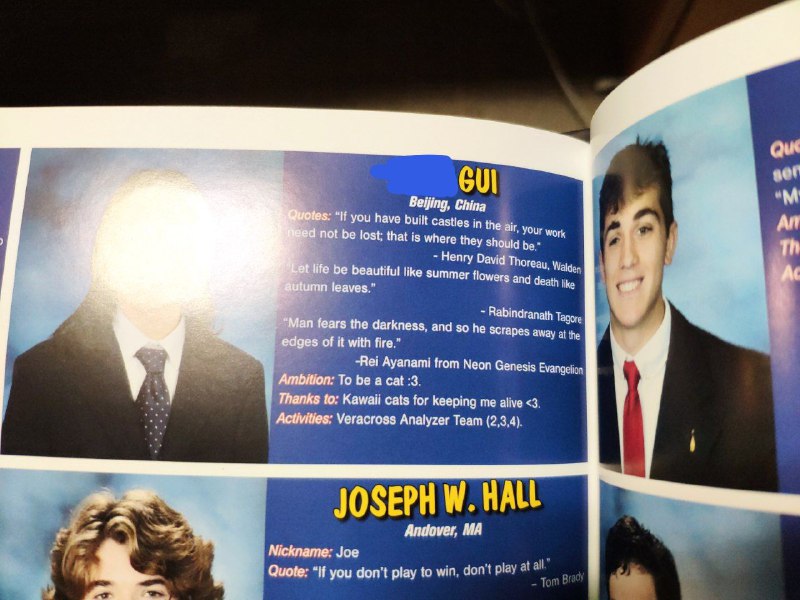 GUI
Beijing, China
Quotes: "If you have built castles in the air, your work
need not be lost; that is where they should be."
- Henry David Thoreau, Walden
"Let life be beautiful like summer flowers and death like
autumn leaves."
- Rabindranath Tagore
"Man fears the darkness, and so he scrapes away at the
edges of it with fire."
-Rei Ayanami from Neon Genesis Evangelion
Ambition: To be a cat :3.
Thanks to: Kawaii cats for keeping me alive <3.
Activities: Veracross Analyzer Team (2,3,4).
JOSEPH W. HALL
Andover, MA
Nickname: Joe
Quote: "If you don't play to win, don't play at all."
- Tom Brady